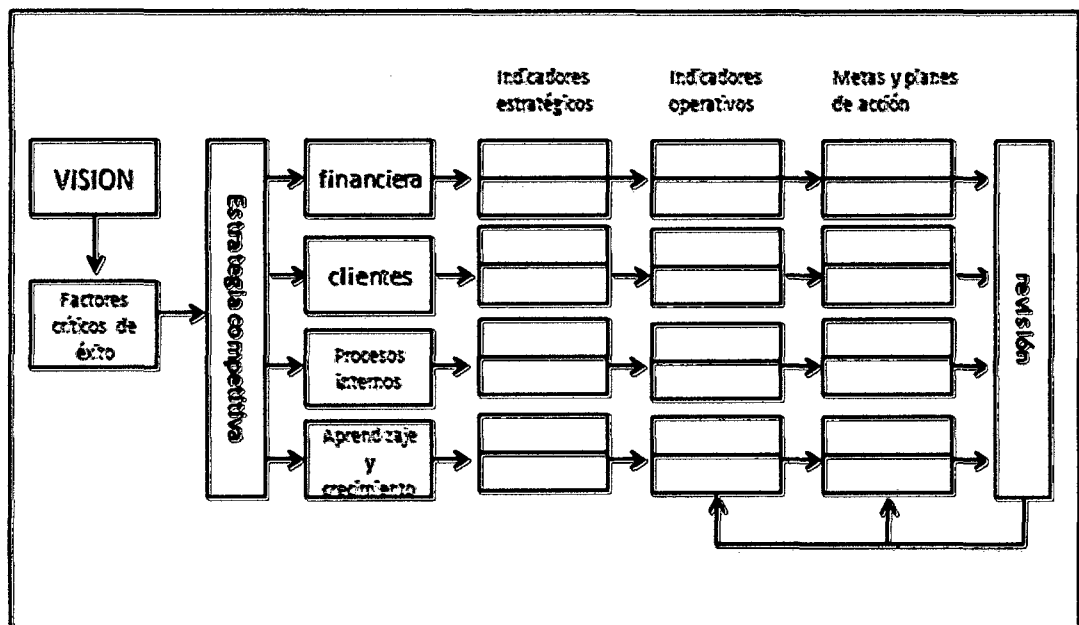 Indicadores
estratégicos
Indicadores
operativos
Metas y planes
de acción
VISION
Factores
críticos de
éxito
Estrategia competitiva
financiera
clientes
Procesos
internos
Aprendizaje
y
crecimiento
revisión